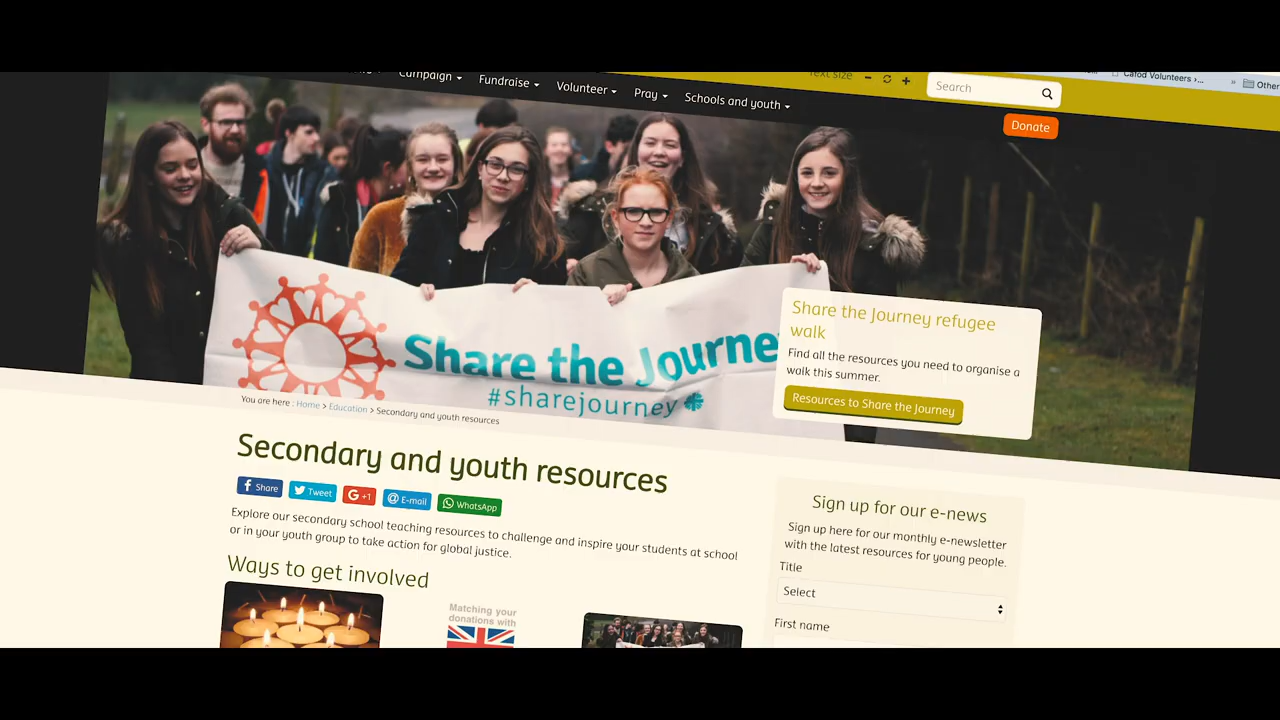 Cafod Volunteers ›...
» Other
Text size
Search
Campaign
Fundraise
Volunteer
Pray
Schools and youth
Donate
Share the Journe
#sharejourney
Share the Journey refugee
walk
Find all the resources you need to organise a
walk this summer.
Resources to Share the Journey
You are here : Home > Education > Secondary and youth resources
Secondary and youth resources
Share
Tweet
G +1
E-mail
WhatsApp
Explore our secondary school teaching resources to challenge and inspire your students at school
or in your youth group to take action for global justice.
Ways to get involved
Matching your
donations with
Sign up for our e-news
Sign up here for our monthly e-newsletter
with the latest resources for young people.
Title
Select
First name